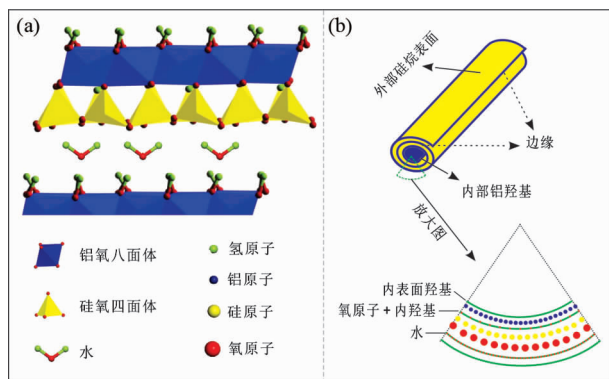 (a)
铝氧八面体
硅氧四面体
水
氢原子
铝原子
硅原子
氧原子
(b)
外部硅烷表面
边缘
内部铝羟基
放大图
内表面羟基
氧原子+内羟基
水